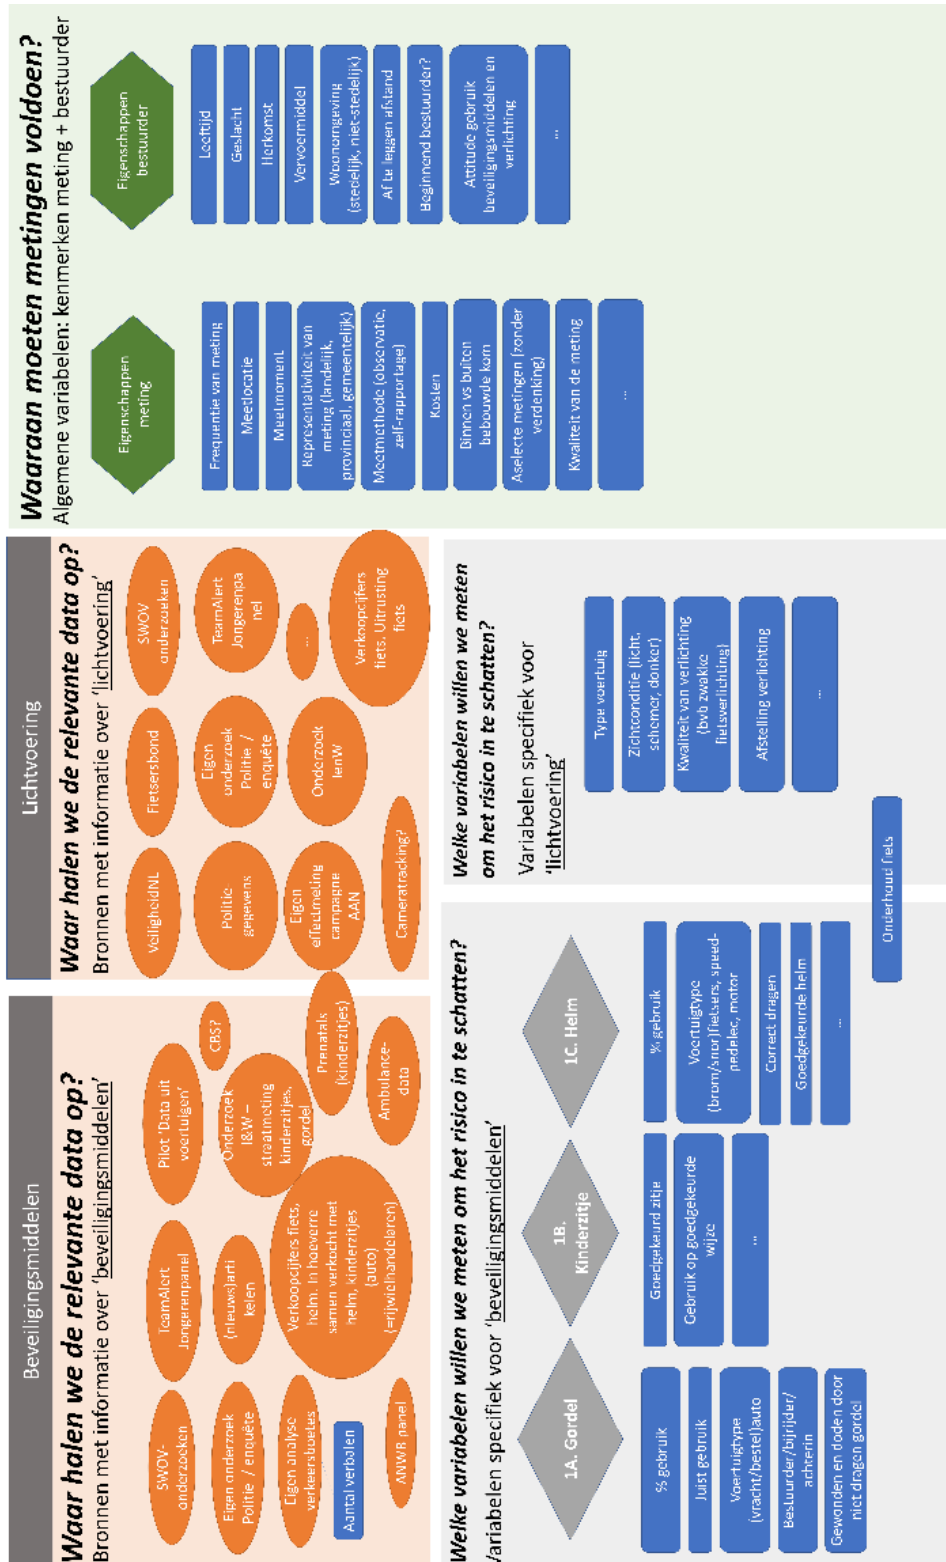 Beveiligingsmiddelen
Waar halen we de relevante data op?
Bronnen met informatie over 'beveiligingsmiddelen'
SWOV-
onderzoeken
TeamAlert
Jongerenpanel
Pilot 'Data uit
voertuigen'
CBS?
Eigen onderzoek
Politie / enquête
(nieuws)arti
kelen
Onderzoek
I&W –
straatmeting
kinderzitjes,
gordel
Prenatals
(kinderzitjes)
Eigen analyse
verkeersboetes
Verkoopcijfers fiets,
helm. In hoeverre
samen verkocht met
helm, kinderzitjes
(auto)
(=rijwielhandelaren)
Ambulance-
data
Aantal verbalen
ANWB panel
Lichtvoering
Waar halen we de relevante data op?
Bronnen met informatie over 'lichtvoering'
VeiligheidNL
Fietsersbond
SWOV
onderzoeken
Politie
gegevens
Eigen
onderzoek
Politie /
enquête
TeamAlert
Jongerenpa
nel
Eigen
effectmeting
campagne
AAN
Onderzoek
IenW
...
Cameratracking?
Verkoopcijfers
fiets. Uitrusting
fiets
Welke variabelen willen we meten om het risico in te schatten?
Variabelen specifiek voor 'beveiligingsmiddelen'
1A. Gordel
% gebruik
Juist gebruik
Voertuigtype
(vracht/bestel)auto
Bestuurder/bijrijder/
achterin
Gewonden en doden door
niet dragen gordel
1B.
Kinderzitje
Goedgekeurd zitje
Gebruik op goedgekeurde
wijze
...
1C. Helm
% gebruik
Voertuigtype
(brom/snor)fietsers, speed-
pedelec, motor
Correct dragen
Goedgekeurde helm
...
Onderhoud fiets
Welke variabelen willen we meten
om het risico in te schatten?
Variabelen specifiek voor
'lichtvoering'
Type voertuig
Zichtconditie (licht,
schemer, donker)
Kwaliteit van verlichting
(bvb zwakke
fietsverlichting)
Afstelling verlichting
...
Waaraan moeten metingen voldoen?
Algemene variabelen: kenmerken meting + bestuurder
Eigenschappen
meting
Frequentie van meting
Meetlocatie
Meetmoment
Representativiteit van
meting (landelijk,
provinciaal, gemeentelijk)
Meetmethode (observatie,
zelf-rapportage)
Kosten
Binnen vs buiten
bebouwde kom
Aselecte metingen (zonder
verdenking)
Kwaliteit van de meting
...
Eigenschappen
bestuurder
Leeftijd
Geslacht
Herkomst
Vervoermiddel
Woonomgeving
(stedelijk, niet-stedelijk)
Af te leggen afstand
Beginnend bestuurder?
Attitude gebruik
beveiligingsmiddelen en
verlichting
...